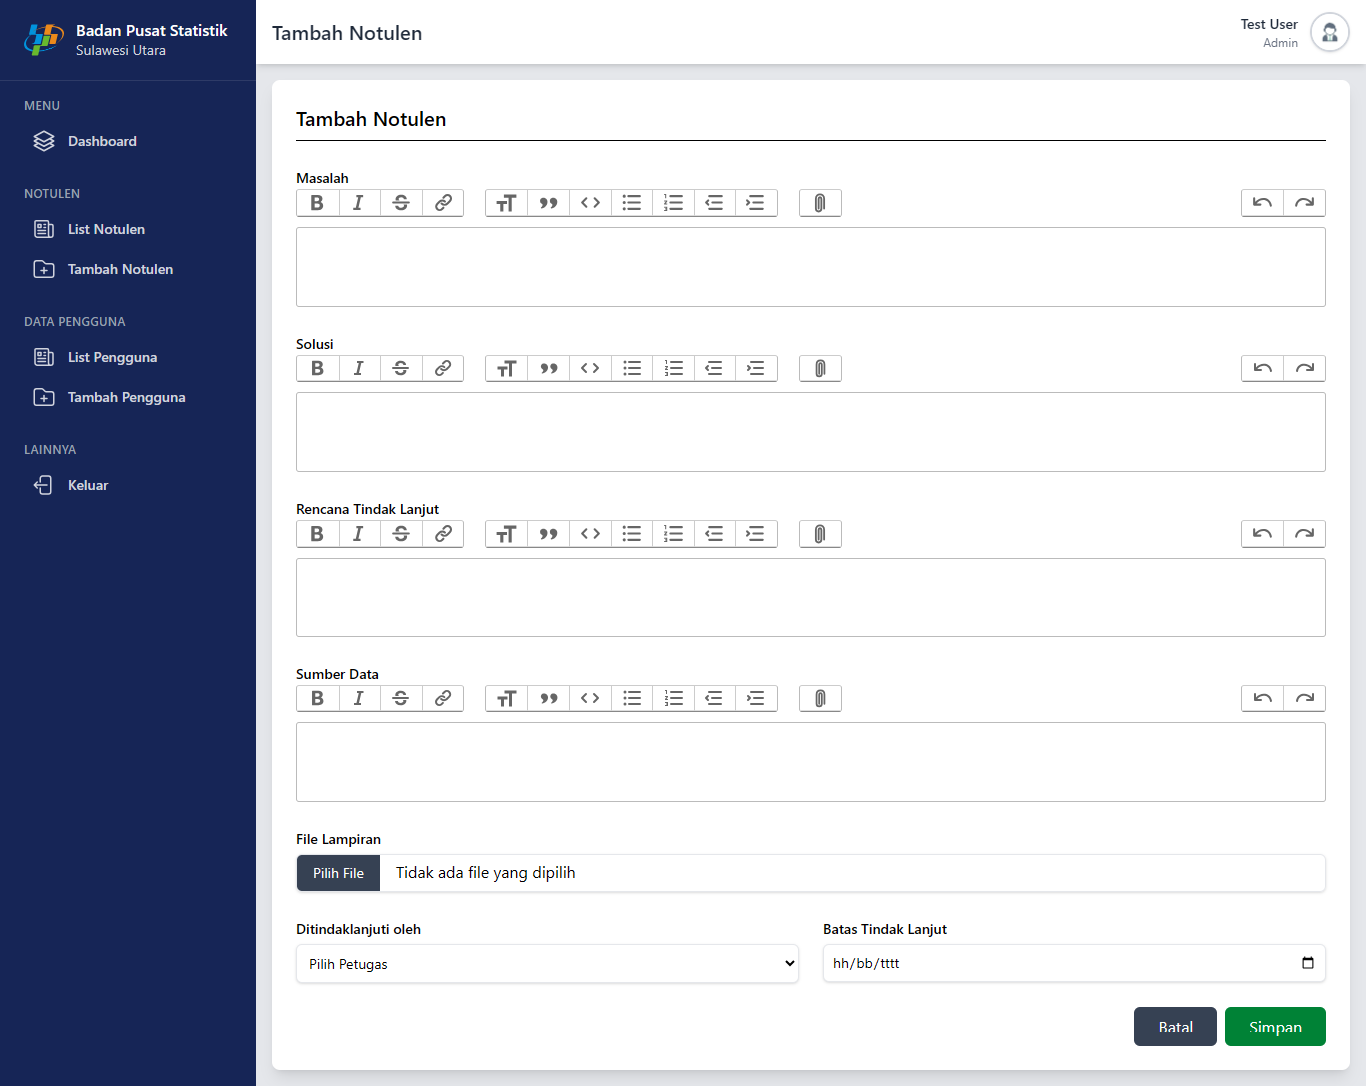 Badan Pusat Statistik
Sulawesi Utara
MENU
Dashboard
NOTULEN
List Notulen
Tambah Notulen
DATA PENGGUNA
List Pengguna
Tambah Pengguna
LAINNYA
Keluar
Tambah Notulen
Test User
Admin
Tambah Notulen
Masalah
Solusi
Rencana Tindak Lanjut
Sumber Data
File Lampiran
Pilih File Tidak ada file yang dipilih
Ditindaklanjuti oleh
Pilih Petugas
Batas Tindak Lanjut
hh/bb/tttt
Batal
Simpan